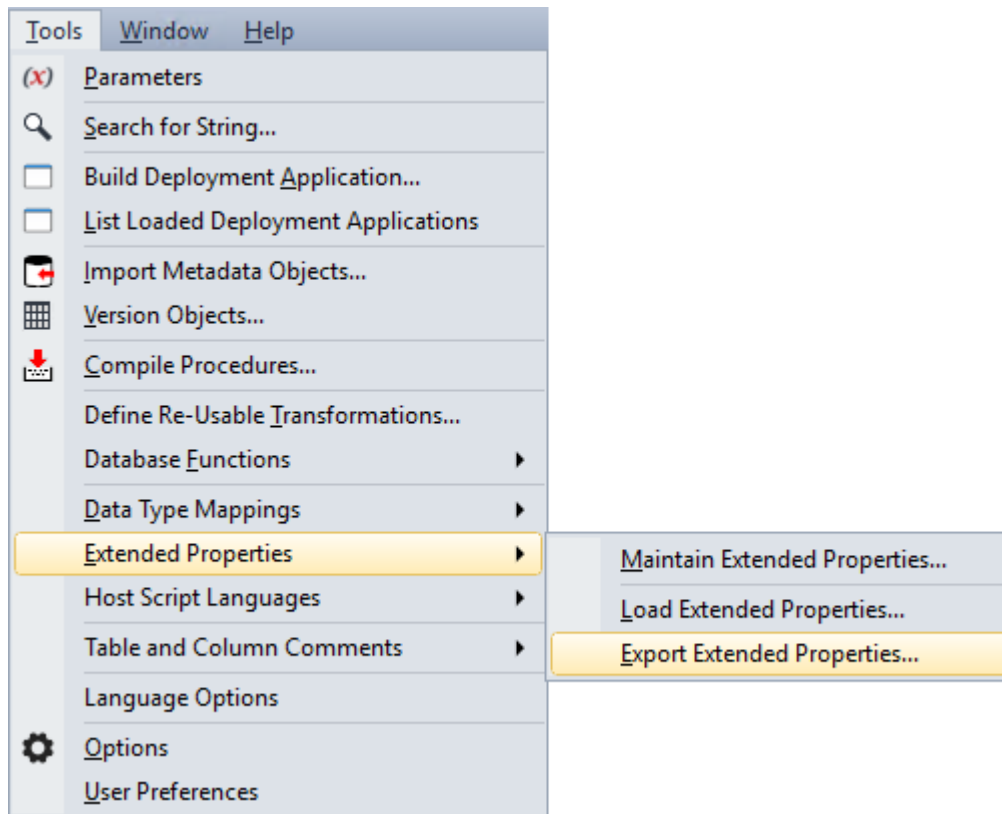 Tools Window Help
(x) Parameters
Search for String...
Build Deployment Application...
List Loaded Deployment Applications
Import Metadata Objects...
Version Objects...
Compile Procedures...
Define Re-Usable Transformations...
Database Functions
Data Type Mappings
Extended Properties
Host Script Languages
Table and Column Comments
Language Options
Options
User Preferences
Maintain Extended Properties...
Load Extended Properties...
Export Extended Properties...